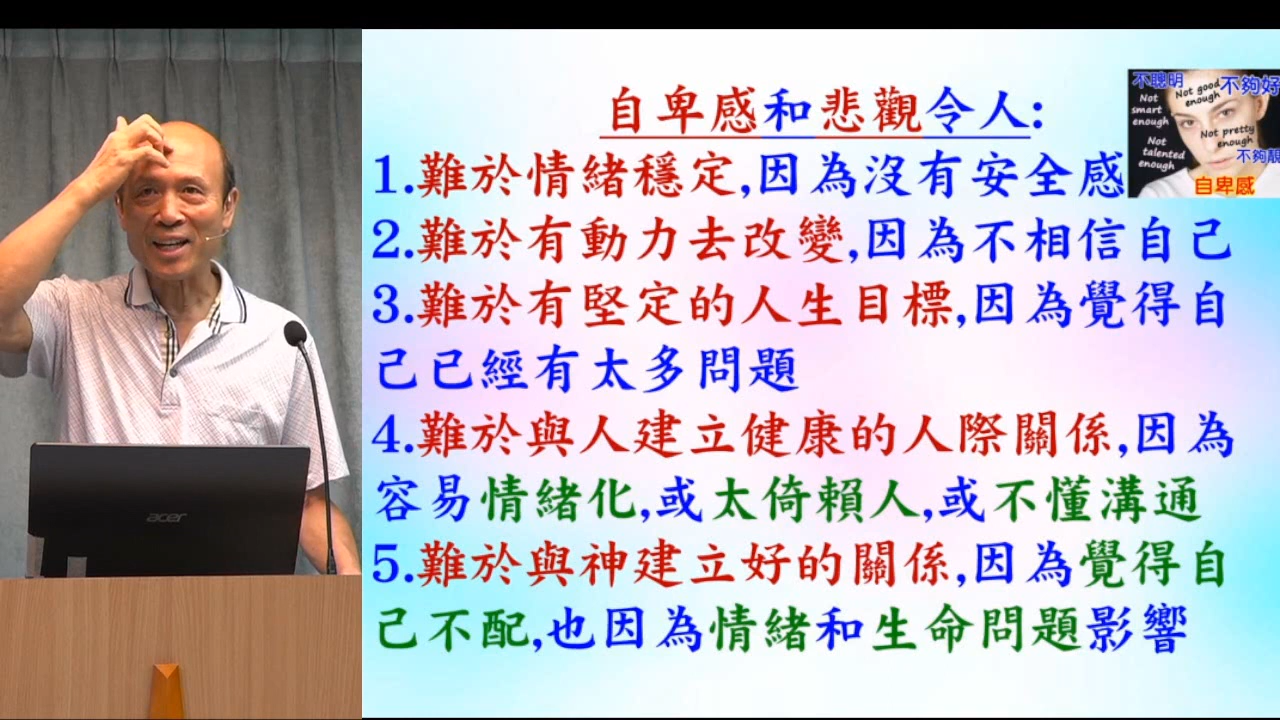 自卑感和悲觀令人:
1.難於情緒穩定,因為沒有安全感
2.難於有動力去改變,因為不相信自己
3.難於有堅定的人生目標,因為覺得自
己已經有太多問題
4.難於與人建立健康的人際關係,因為
容易情緒化,或太倚賴人,或不懂溝通
5.難於與神建立好的關係,因為覺得自
己不配,也因為情緒和生命問題影響
不聰明
Not good
enough
不夠好
Not
smart
enough
Not pretty
enough
Not
talented
enough
不夠靚
自卑感
acer